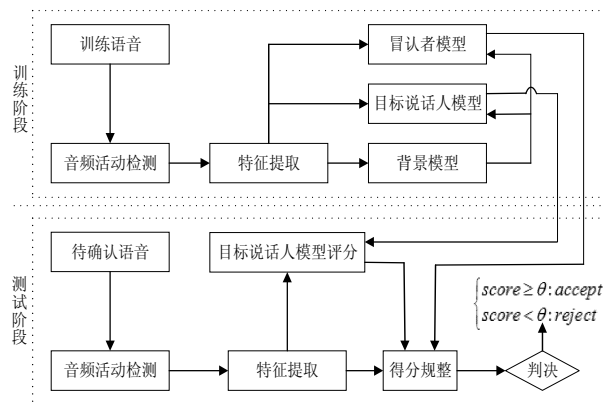 训练阶段
训练语音
冒认者模型
目标说话人模型
音频活动检测
特征提取
背景模型
测试阶段
待确认语音
目标说话人模型评分
score ≥ θ: accept
score < θ: reject
音频活动检测
特征提取
得分规整
判决